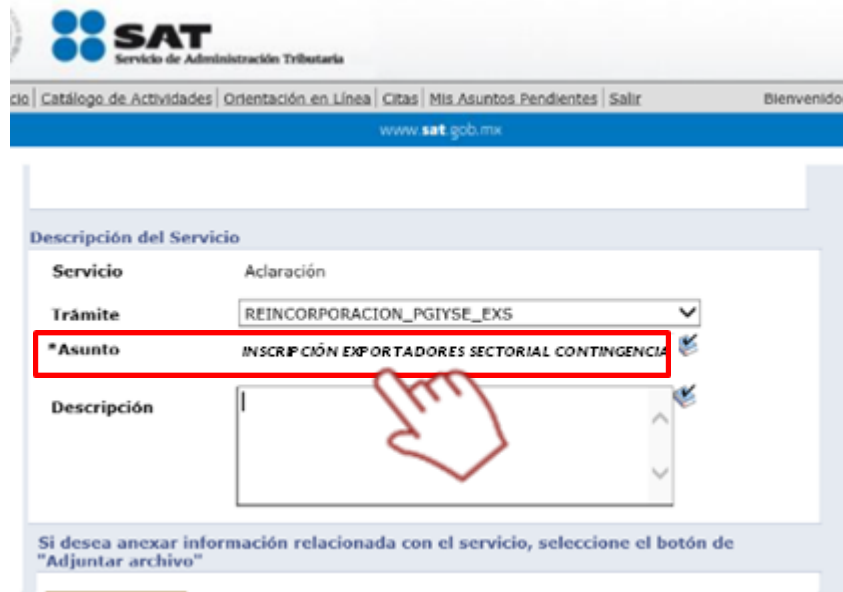 SAT
Servicio de Administración Tributaria
cio| Catálogo de Actividades| Orientación en Línea| Citas| Mis Asuntos Pendientes| Salir Bienvenido
www.sat.gob.mx
Descripción del Servicio
Servicio Aclaración
Trámite REINCORPORACION_PGIYSE_EXS
*Asunto INSCRIPCIÓN EXPORTADORES SECTORIAL CONTINGENCIA
Descripción
Si desea anexar información relacionada con el servicio, seleccione el botón de
"Adjuntar archivo"